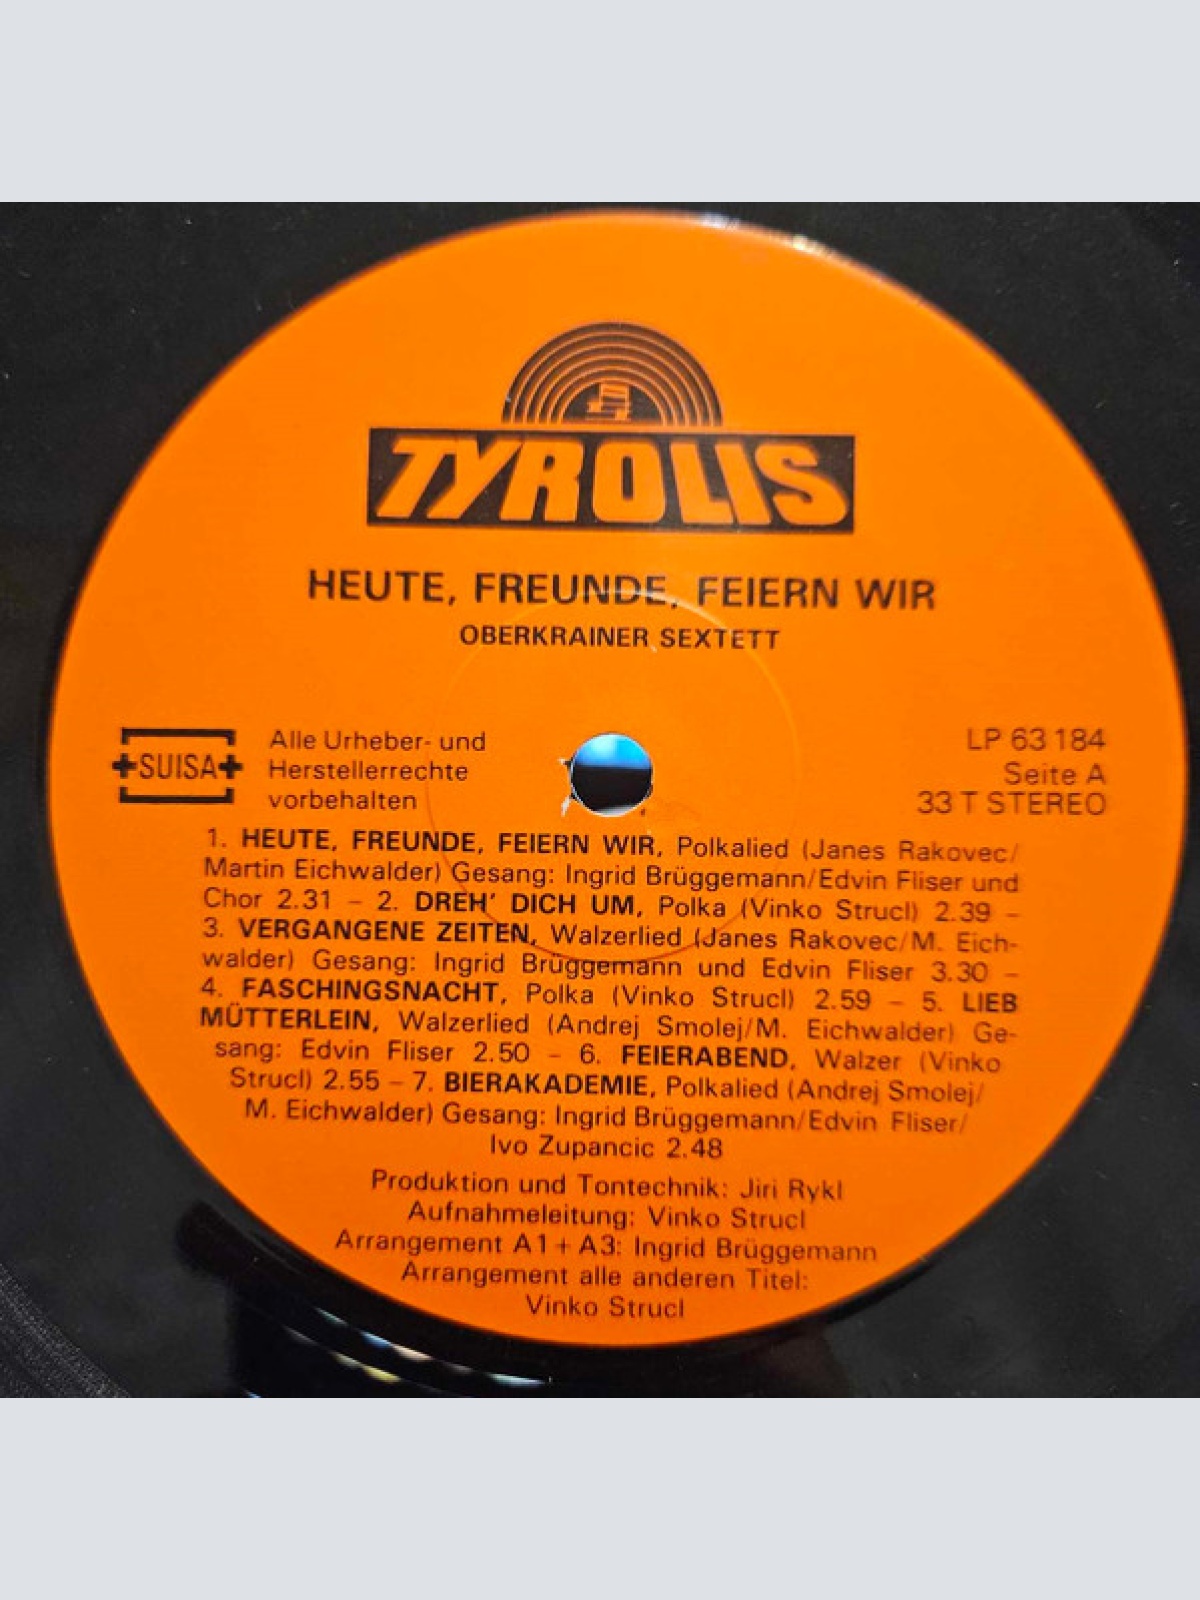 TYROLIS
HEUTE, FREUNDE, FEIERN WIR
OBERKRAINER SEXTETT
SUISA
Alle Urheber- und
Herstellerrechte
vorbehalten
LP 63 184
Seite A
33 T STEREO
1. HEUTE, FREUNDE, FEIERN WIR, Polkalied (Janes Rakovec/
Martin Eichwalder) Gesang: Ingrid Brüggemann/Edvin Fliser und
Chor 2.31 – 2. DREH' DICH UM, Polka (Vinko Strucl) 2.39 –
3. VERGANGENE ZEITEN, Walzerlied (Janes Rakovec/M. Eich-
walder) Gesang: Ingrid Brüggemann und Edvin Fliser 3.30 –
4. FASCHINGSNACHT, Polka (Vinko Strucl) 2.59 – 5. LIEB
MÜTTERLEIN, Walzerlied (Andrej Smolej/M. Eichwalder) Ge-
sang: Edvin Fliser 2.50 – 6. FEIERABEND, Walzer (Vinko
Strucl) 2.55 – 7. BIERAKADEMIE, Polkalied (Andrej Smolej/
M. Eichwalder) Gesang: Ingrid Brüggemann/Edvin Fliser/
Ivo Zupancic 2.48
Produktion und Tontechnik: Jiri Rykl
Aufnahmeleitung: Vinko Strucl
Arrangement A1 + A3: Ingrid Brüggemann
Arrangement alle anderen Titel:
Vinko Strucl